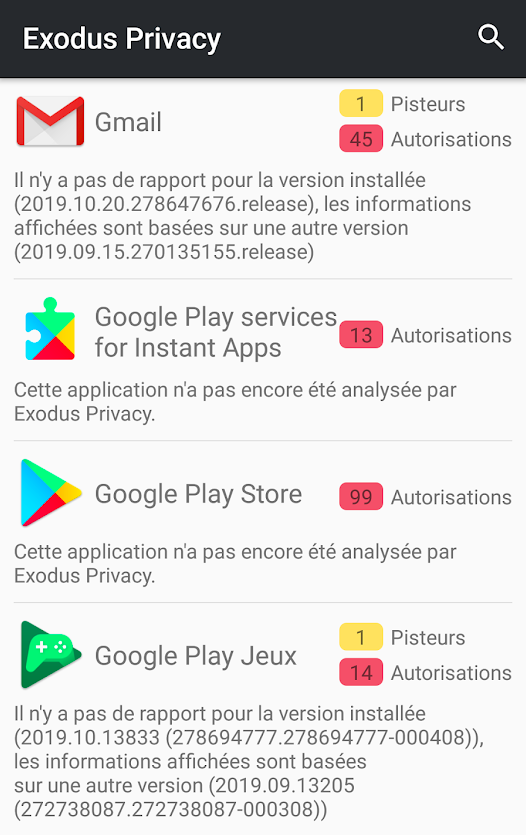 Exodus Privacy
Gmail
1 Pisteurs
45 Autorisations
Il n'y a pas de rapport pour la version installée
(2019.10.20.278647676.release), les informations
affichées sont basées sur une autre version
(2019.09.15.270135155.release)
Google Play services
for Instant Apps
13 Autorisations
Cette application n'a pas encore été analysée par
Exodus Privacy.
Google Play Store
99 Autorisations
Cette application n'a pas encore été analysée par
Exodus Privacy.
Google Play Jeux
1 Pisteurs
14 Autorisations
Il n'y a pas de rapport pour la version installée
(2019.10.13833 (278694777.278694777-000408)),
les informations affichées sont basées
sur une autre version (2019.09.13205
(272738087.272738087-000308))